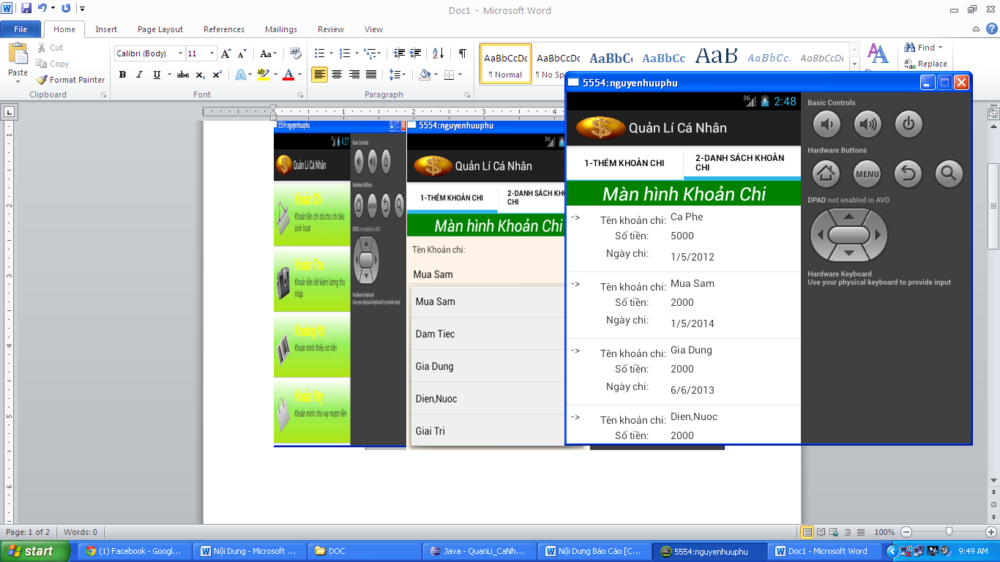 Doc1 - Microsoft Word
File Home Insert Page Layout References Mailings Review View
Paste
Cut
Copy
Format Painter
Clipboard
Calibri (Body) 11
Font
Paragraph
AaBbCcDc AaBbCcDc AaBbCc AaBbCc AaB AaBbCc. AaBbCcDc
¶ Normal ¶ No Sp
Find
Replace
5554:nguyenhuuphu
4:27
Quản Lí Cá Nhân
Khoản Chi
Khoản tiền chi trả cho chi tiêu
sinh hoạt
Khoản Thu
Khoản tiền tiết kiệm lương thu
nhập
Khoảng Nợ
Khoản mình thiếu nợ tiền
Khoản Vay
Khoản mình cho vay mượn tiền
Basic Controls
Hardware Buttons
MENU
DPAD not enabled in AVD
Hardware Keyboard
Use your physical keyboard to provide input
5554:nguyenhuuphu
3G
Quản Lí Cá Nhân
1-THÊM KHOẢN CHI
2-DANH SÁCH KHO
CHI
Màn hình Khoản Chi
Tên Khoản chi:
Mua Sam
Mua Sam
Dam Tiec
Gia Dung
Dien,Nuoc
Giai Tri
5554:nguyenhuuphu
3G 2:48
Quản Lí Cá Nhân
1-THÊM KHOẢN CHI
2-DANH SÁCH KHOẢN
CHI
Màn hình Khoản Chi
-> Tên khoản chi: Ca Phe
Số tiền: 5000
Ngày chi: 1/5/2012
-> Tên khoản chi: Mua Sam
Số tiền: 2000
Ngày chi: 1/5/2014
-> Tên khoản chi: Gia Dung
Số tiền: 2000
Ngày chi: 6/6/2013
-> Tên khoản chi: Dien,Nuoc
Số tiền: 2000
Basic Controls
Hardware Buttons
MENU
DPAD not enabled in AVD
Hardware Keyboard
Use your physical keyboard to provide input
Page: 1 of 2 Words: 0
100%
start
(1) Facebook - Googl...
Nội Dung - Microsoft ...
DOC
Java - QuanLi_CaNh...
Nội Dung Báo Cáo [C...
5554:nguyenhuuphu
Doc1 - Microsoft Word
9:49 AM